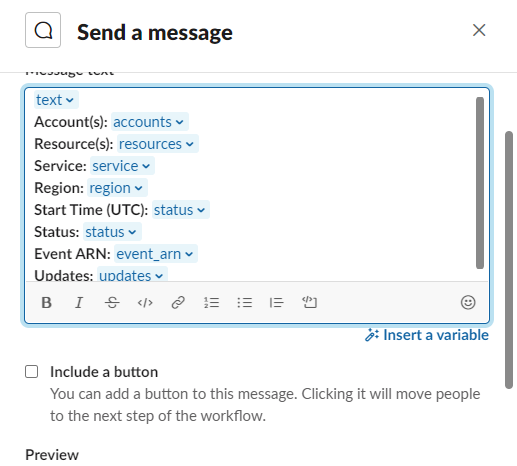 Send a message
Message text
text
Account(s): accounts
Resource(s): resources
Service: service
Region: region
Start Time (UTC): status
Status: status
Event ARN: event_arn
Updates: updates
B I S </>
Insert a variable
Include a button
You can add a button to this message. Clicking it will move people
to the next step of the workflow.
Preview